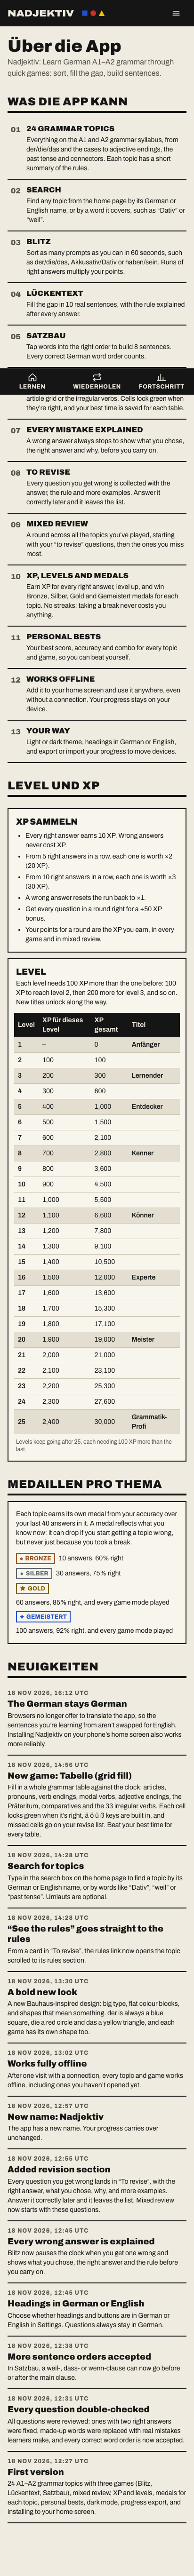 NADJEKTIV
Über die App
Nadjektiv: Learn German A1–A2 grammar through
quick games: sort, fill the gap, build sentences.
WAS DIE APP KANN
01 24 GRAMMAR TOPICS
Everything on the A1 and A2 grammar syllabus, from
der/die/das and the cases to adjective endings, the
past tense and connectors. Each topic has a short
summary of the rules.
02 SEARCH
Find any topic from the home page by its German or
English name, or by a word it covers, such as “Dativ” or
“weil”.
03 BLITZ
Sort as many prompts as you can in 60 seconds, such
as der/die/das, Akkusativ/Dativ or haben/sein. Runs of
right answers multiply your points.
04 LÜCKENTEXT
Fill the gap in 10 real sentences, with the rule explained
after every answer.
05 SATZBAU
Tap words into the right order to build 8 sentences.
Every correct German word order counts.
LERNEN WIEDERHOLEN FORTSCHRITT
article grid or the irregular verbs. Cells lock green when
they’re right, and your best time is saved for each table.
07 EVERY MISTAKE EXPLAINED
A wrong answer always stops to show what you chose,
the right answer and why, before you carry on.
08 TO REVISE
Every question you get wrong is collected with the
answer, the rule and more examples. Answer it
correctly later and it leaves the list.
09 MIXED REVIEW
A round across all the topics you’ve played, starting
with your “to revise” questions, then the ones you miss
most.
10 XP, LEVELS AND MEDALS
Earn XP for every right answer, level up, and win
Bronze, Silber, Gold and Gemeistert medals for each
topic. No streaks: taking a break never costs you
anything.
11 PERSONAL BESTS
Your best score, accuracy and combo for every topic
and game, so you can beat yourself.
12 WORKS OFFLINE
Add it to your home screen and use it anywhere, even
without a connection. Your progress stays on your
device.
13 YOUR WAY
Light or dark theme, headings in German or English,
and export or import your progress to move devices.
LEVEL UND XP
XP SAMMELN
• Every right answer earns 10 XP. Wrong answers
never cost XP.
• From 5 right answers in a row, each one is worth ×2
(20 XP).
• From 10 right answers in a row, each one is worth ×3
(30 XP).
• A wrong answer resets the run back to ×1.
• Get every question in a round right for a +50 XP
bonus.
• Your points for a round are the XP you earn, in every
game and in mixed review.
LEVEL
Each level needs 100 XP more than the one before: 100
XP to reach level 2, then 200 more for level 3, and so on.
New titles unlock along the way.
Level XP für dieses Level XP gesamt Titel
1 – 0 Anfänger
2 100 100
3 200 300 Lernender
4 300 600
5 400 1,000 Entdecker
6 500 1,500
7 600 2,100
8 700 2,800 Kenner
9 800 3,600
10 900 4,500
11 1,000 5,500
12 1,100 6,600 Könner
13 1,200 7,800
14 1,300 9,100
15 1,400 10,500
16 1,500 12,000 Experte
17 1,600 13,600
18 1,700 15,300
19 1,800 17,100
20 1,900 19,000 Meister
21 2,000 21,000
22 2,100 23,100
23 2,200 25,300
24 2,300 27,600
25 2,400 30,000 Grammatik-Profi
Levels keep going after 25, each needing 100 XP more than the
last.
MEDAILLEN PRO THEMA
Each topic earns its own medal from your accuracy over
your last 40 answers in it. A medal reflects what you
know now: it can drop if you start getting a topic wrong,
but never just because you took a break.
BRONZE 10 answers, 60% right
SILBER 30 answers, 75% right
GOLD
60 answers, 85% right, and every game mode played
GEMEISTERT
100 answers, 92% right, and every game mode played
NEUIGKEITEN
18 NOV 2026, 16:12 UTC
The German stays German
Browsers no longer offer to translate the app, so the
sentences you’re learning from aren’t swapped for English.
Installing Nadjektiv on your phone’s home screen also works
more reliably.
18 NOV 2026, 14:56 UTC
New game: Tabelle (grid fill)
Fill in a whole grammar table against the clock: articles,
pronouns, verb endings, modal verbs, adjective endings, the
Präteritum, comparatives and the 33 irregular verbs. Each cell
locks green when it’s right, ä ö ü ß keys are built in, and
missed cells go on your revise list. Beat your best time for
every table.
18 NOV 2026, 14:28 UTC
Search for topics
Type in the search box on the home page to find a topic by its
German or English name, or by words like “Dativ”, “weil” or
“past tense”. Umlauts are optional.
18 NOV 2026, 14:28 UTC
“See the rules” goes straight to the
rules
From a card in “To revise”, the rules link now opens the topic
scrolled to its rules section.
18 NOV 2026, 13:30 UTC
A bold new look
A new Bauhaus-inspired design: big type, flat colour blocks,
and shapes that mean something. der is always a blue
square, die a red circle and das a yellow triangle, and each
game has its own shape too.
18 NOV 2026, 13:02 UTC
Works fully offline
After one visit with a connection, every topic and game works
offline, including ones you haven’t opened yet.
18 NOV 2026, 12:57 UTC
New name: Nadjektiv
The app has a new name. Your progress carries over
unchanged.
18 NOV 2026, 12:55 UTC
Added revision section
Every question you get wrong lands in “To revise”, with the
right answer, what you chose, why, and more examples.
Answer it correctly later and it leaves the list. Mixed review
now starts with these questions.
18 NOV 2026, 12:45 UTC
Every wrong answer is explained
Blitz now pauses the clock when you get one wrong and
shows what you chose, the right answer and the rule before
you carry on.
18 NOV 2026, 12:45 UTC
Headings in German or English
Choose whether headings and buttons are in German or
English in Settings. Questions always stay in German.
18 NOV 2026, 12:38 UTC
More sentence orders accepted
In Satzbau, a weil-, dass- or wenn-clause can now go before
or after the main clause.
18 NOV 2026, 12:31 UTC
Every question double-checked
All questions were reviewed: ones with two right answers
were fixed, made-up words were replaced with real mistakes
learners make, and every correct word order is now accepted.
18 NOV 2026, 12:27 UTC
First version
24 A1–A2 grammar topics with three games (Blitz,
Lückentext, Satzbau), mixed review, XP and levels, medals for
each topic, personal bests, dark mode, progress export, and
installing to your home screen.